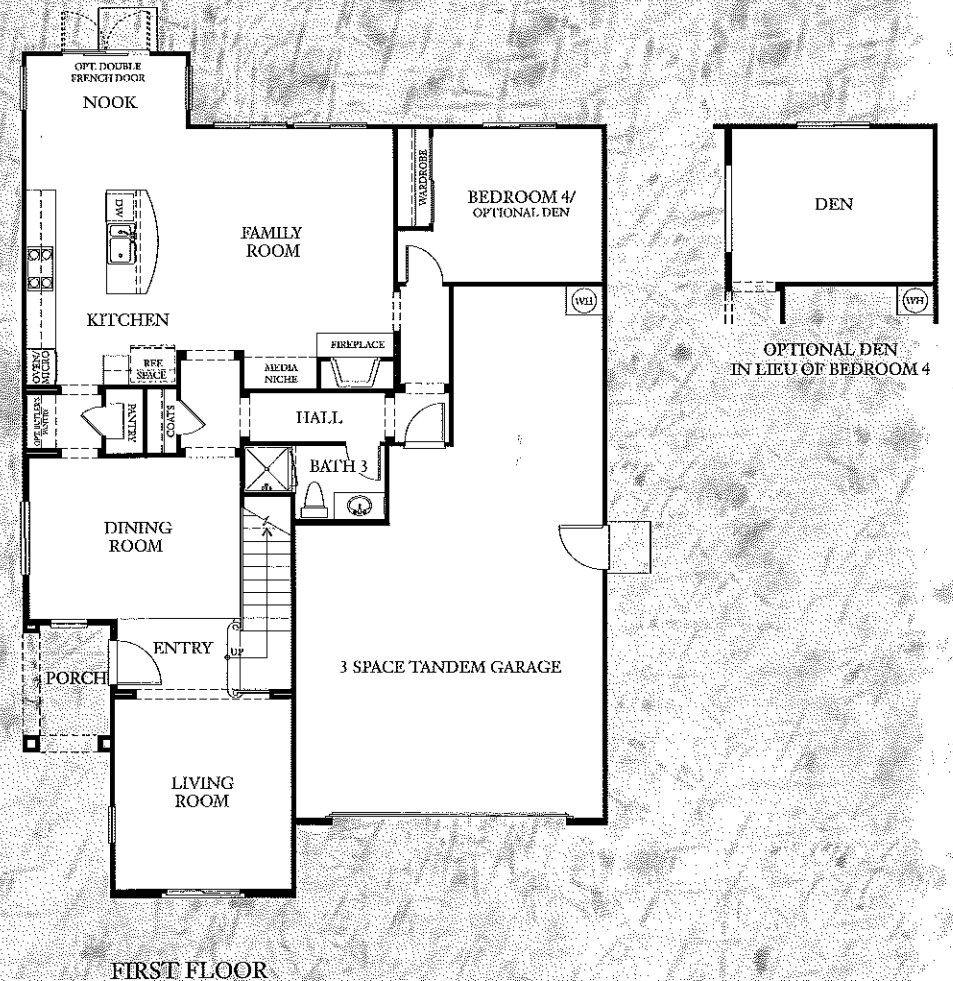 OPT. DOUBLE
FRENCH DOOR
NOOK
WARDROBE
BEDROOM 4/
OPTIONAL DEN
DEN
DW
FAMILY
ROOM
WH
WH
KITCHEN
OVEN/
MICRO
REF.
SPACE
MEDIA
NICHE
FIREPLACE
OPTIONAL DEN
IN LIEU OF BEDROOM 4
OPT. BUTLER'S
PANTRY
PANTRY
COATS
HALL
BATH 3
DINING
ROOM
ENTRY
UP
PORCH
3 SPACE TANDEM GARAGE
LIVING
ROOM
FIRST FLOOR